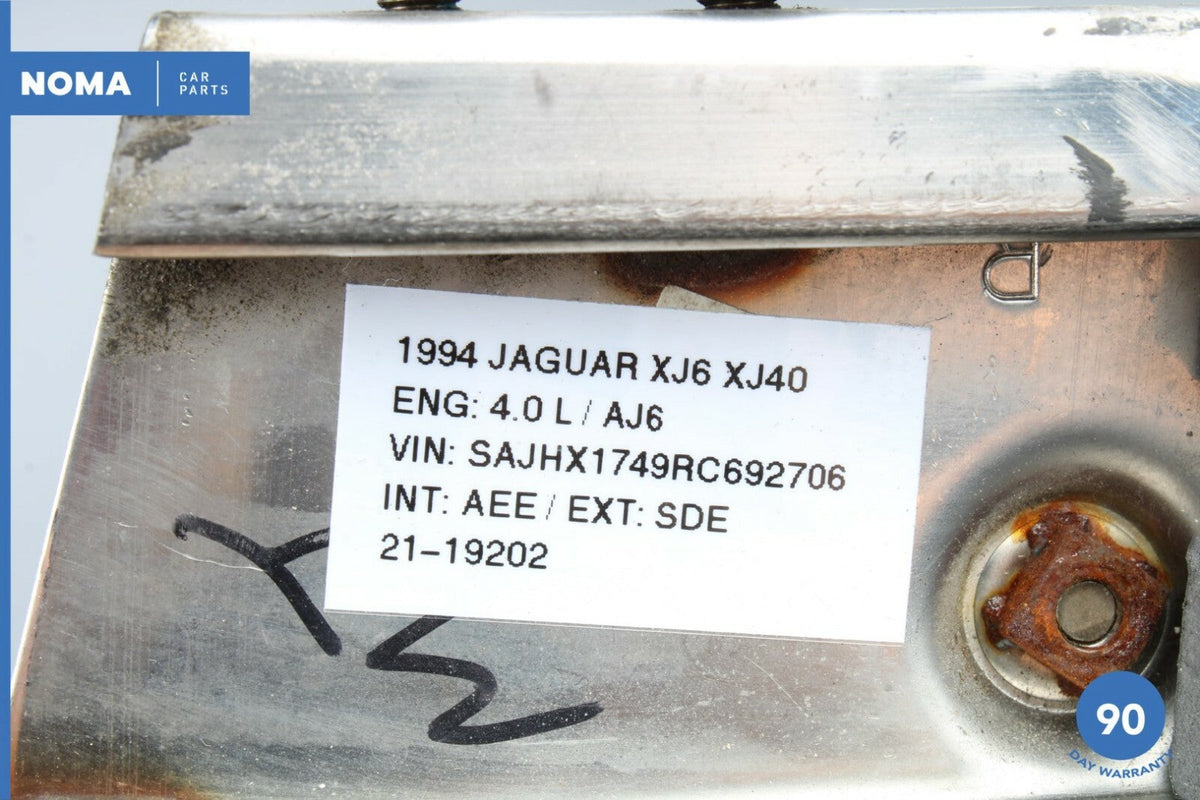 NOMA
CAR
PARTS
1994 JAGUAR XJ6 XJ40
ENG: 4.0 L / AJ6
VIN: SAJHX1749RC692706
INT: AEE / EXT: SDE
21-19202
90
DAY WARRANTY